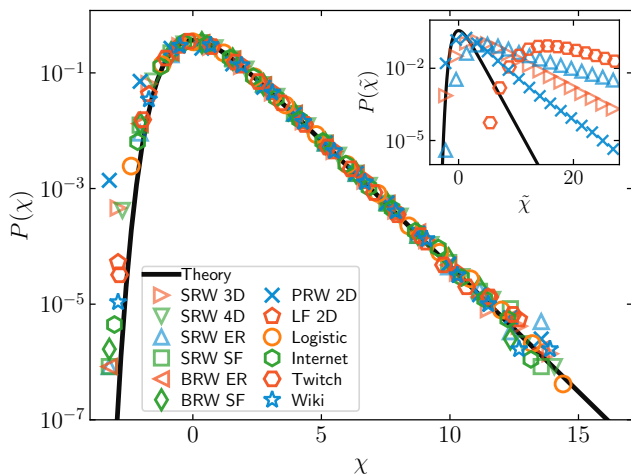 10⁻¹
10⁻³
10⁻⁵
10⁻⁷
P(χ)
0
5
10
15
χ
10⁻²
10⁻⁵
P(χ̃)
0
20
χ̃
Theory
SRW 3D
SRW 4D
SRW ER
SRW SF
BRW ER
BRW SF
PRW 2D
LF 2D
Logistic
Internet
Twitch
Wiki